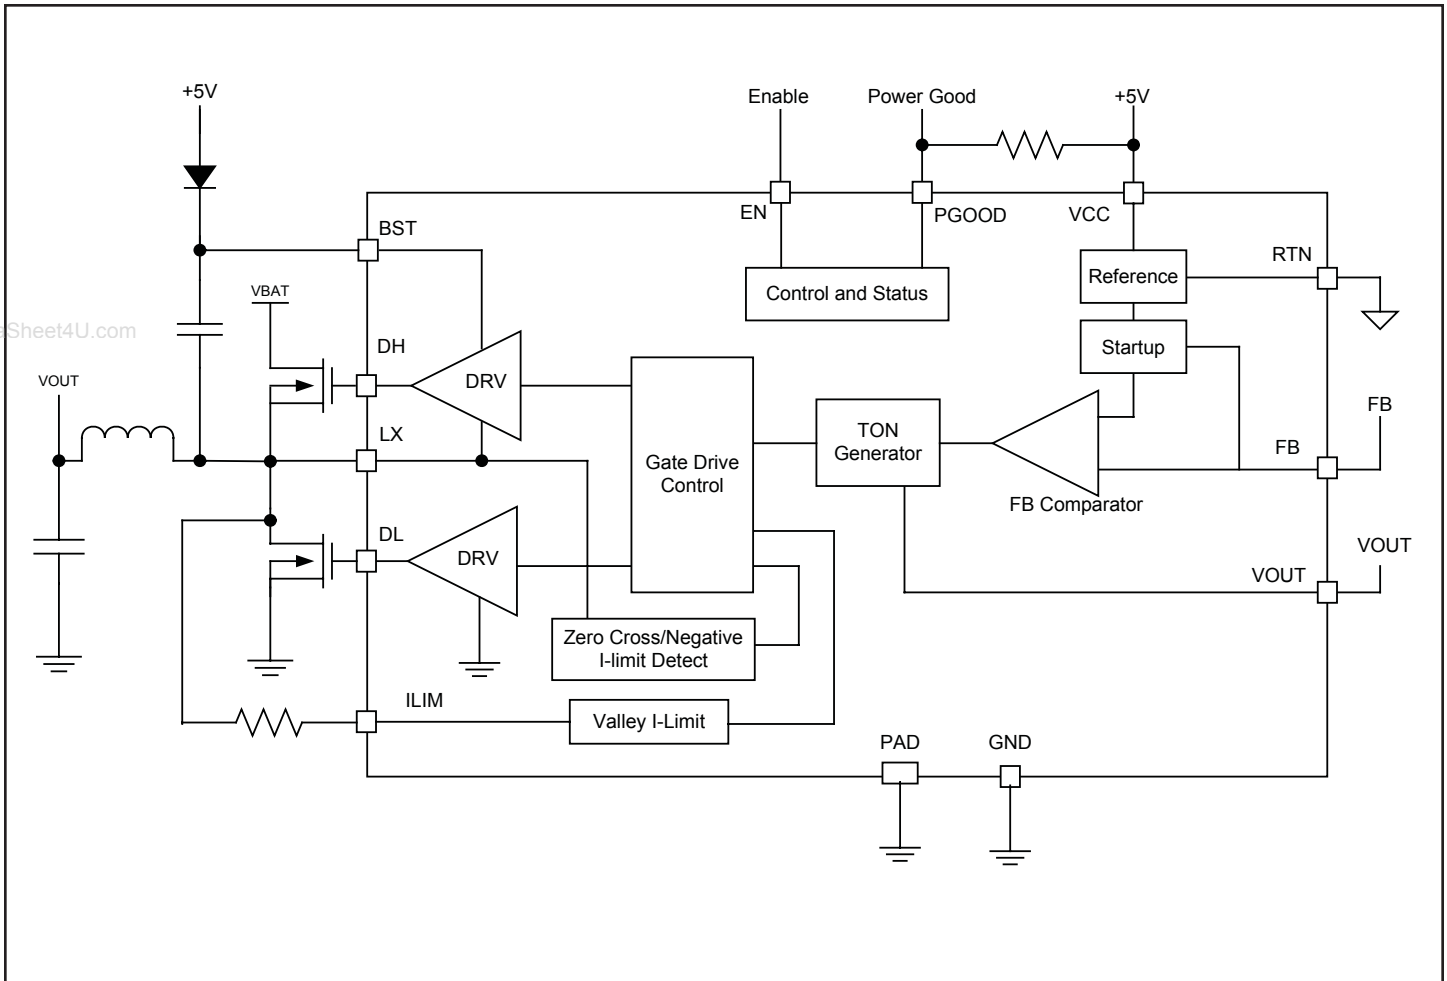 +5V
Enable
Power Good
+5V
EN
PGOOD
VCC
BST
RTN
VBAT
Control and Status
Reference
eSheet4U.com
DH
Startup
VOUT
DRV
FB
LX
TON
Generator
FB
Gate Drive
Control
FB Comparator
DL
DRV
VOUT
VOUT
Zero Cross/Negative
I-limit Detect
ILIM
Valley I-Limit
PAD
GND